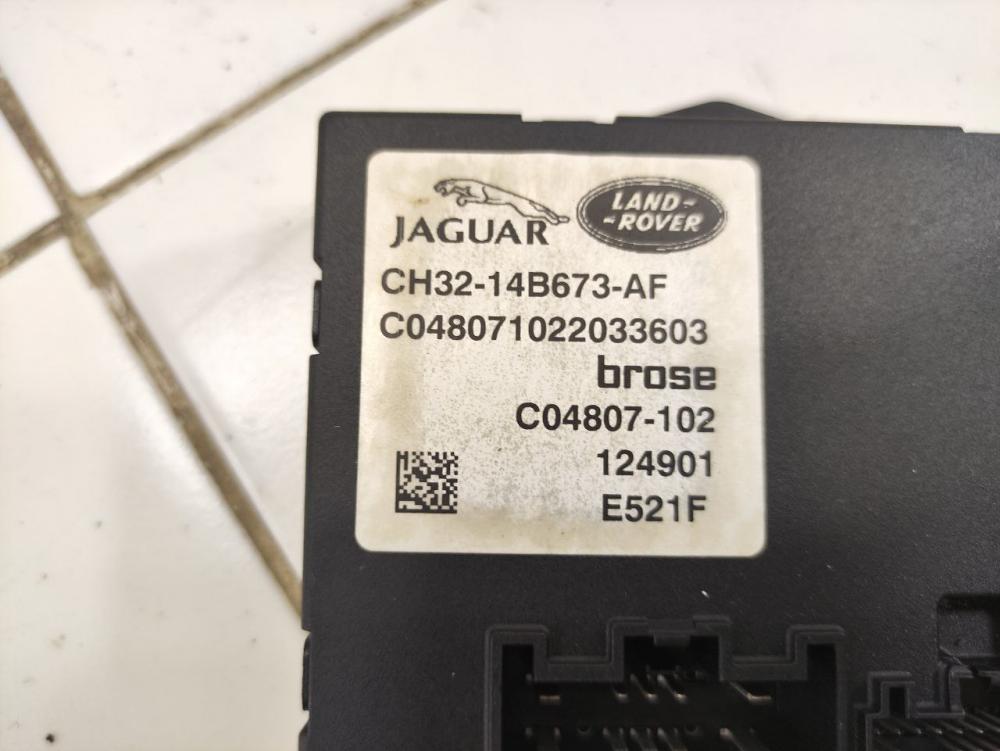 JAGUAR
LAND-
-ROVER
CH32-14B673-AF
C048071022033603
brose
C04807-102
124901
E521F